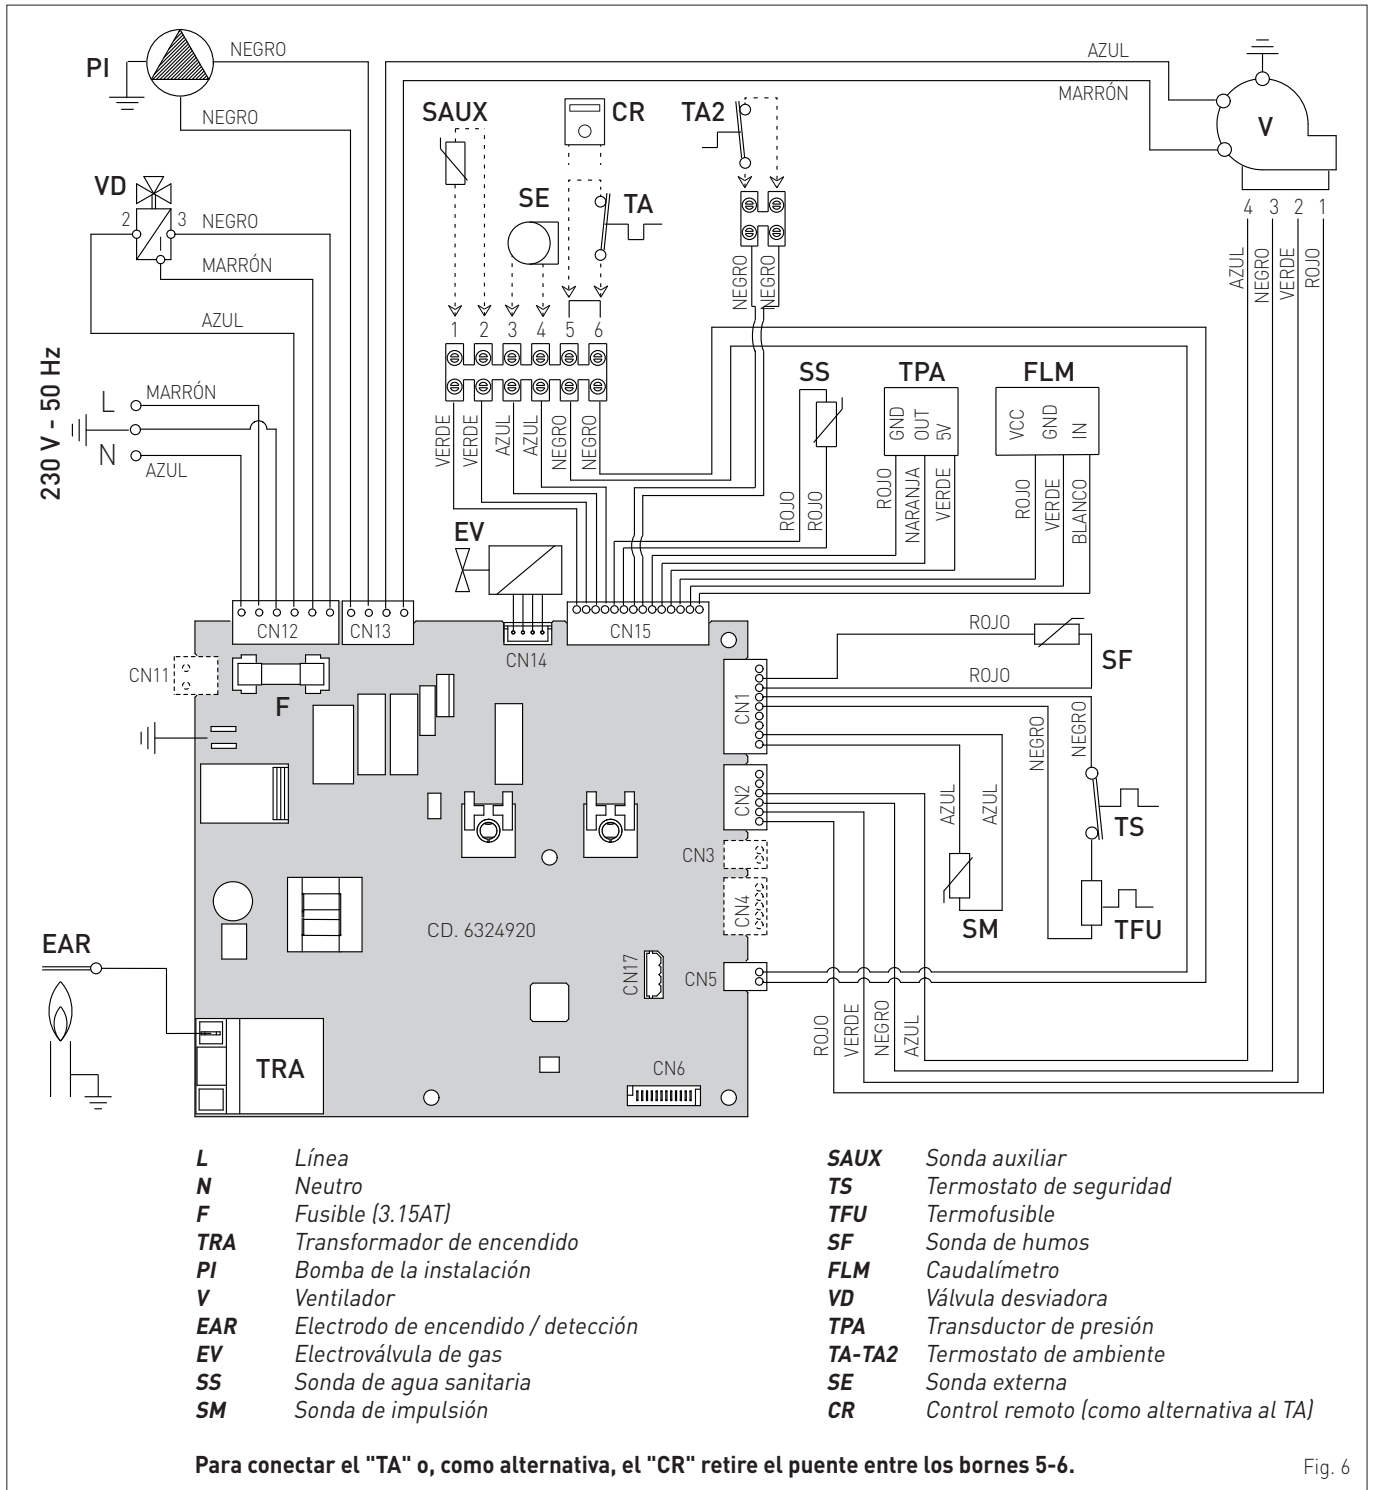 PI
NEGRO
NEGRO
SAUX
CR
TA2
AZUL
MARRÓN
V
VD
2
3
NEGRO
MARRÓN
AZUL
SE
TA
4 3 2 1
AZUL
NEGRO
VERDE
ROJO
NEGRO
NEGRO
1 2 3 4 5 6
230 V - 50 Hz
L
MARRÓN
N
AZUL
VERDE
VERDE
AZUL
AZUL
NEGRO
NEGRO
SS
TPA
FLM
GND
OUT
5V
VCC
GND
IN
ROJO
ROJO
ROJO
NARANJA
VERDE
ROJO
VERDE
BLANCO
EV
CN12
CN13
CN14
CN15
CN11
F
ROJO
SF
ROJO
CN1
NEGRO
NEGRO
CN2
AZUL
AZUL
TS
CN3
CN4
SM
TFU
CD. 6324920
EAR
CN17
CN5
ROJO
VERDE
NEGRO
AZUL
TRA
CN6
L Línea
N Neutro
F Fusible (3.15AT)
TRA Transformador de encendido
PI Bomba de la instalación
V Ventilador
EAR Electrodo de encendido / detección
EV Electroválvula de gas
SS Sonda de agua sanitaria
SM Sonda de impulsión
SAUX Sonda auxiliar
TS Termostato de seguridad
TFU Termofusible
SF Sonda de humos
FLM Caudalímetro
VD Válvula desviadora
TPA Transductor de presión
TA-TA2 Termostato de ambiente
SE Sonda externa
CR Control remoto (como alternativa al TA)
Para conectar el "TA" o, como alternativa, el "CR" retire el puente entre los bornes 5-6.
Fig. 6